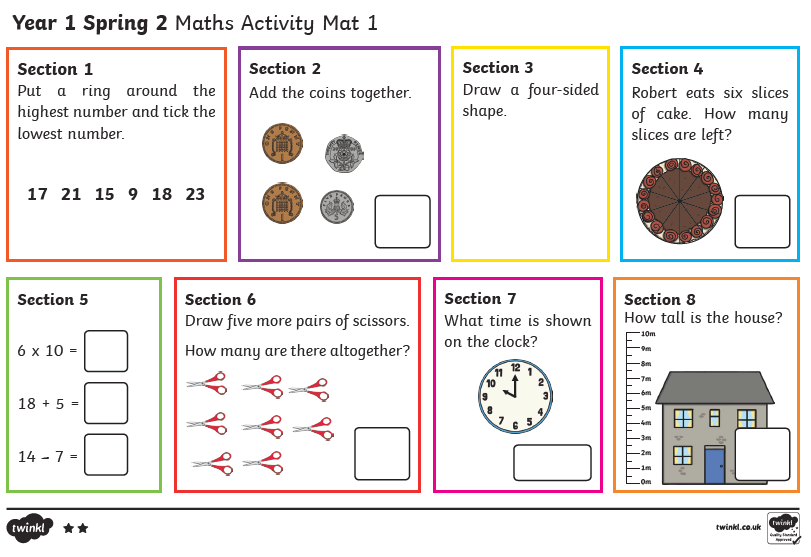 Year 1 Spring 2 Maths Activity Mat 1
Section 1
Put a ring around the
highest number and tick the
lowest number.
17 21 15 9 18 23
Section 2
Add the coins together.
Section 3
Draw a four-sided
shape.
Section 4
Robert eats six slices
of cake. How many
slices are left?
Section 5
6 x 10 =
18 + 5 =
14 – 7 =
Section 6
Draw five more pairs of scissors.
How many are there altogether?
Section 7
What time is shown
on the clock?
12
1
2
3
4
5
6
7
8
9
10
11
Section 8
How tall is the house?
10m
9m
8m
7m
6m
5m
4m
3m
2m
1m
0m
twinkl
twinkl.co.uk
twinkl
Quality Standard
Approved